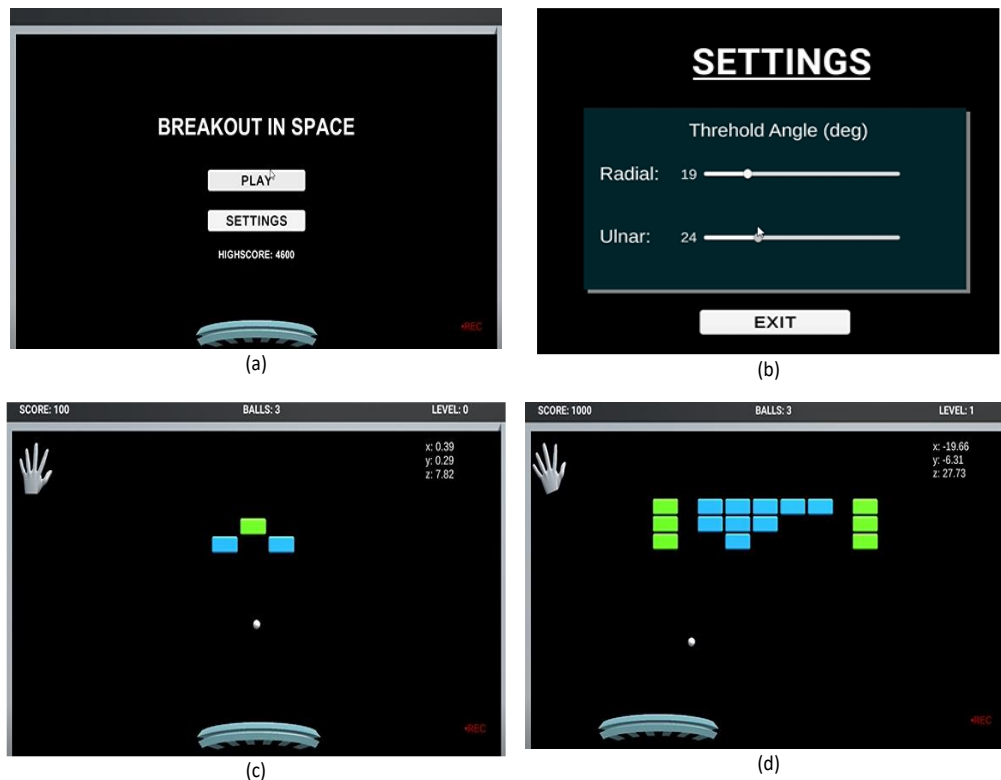 BREAKOUT IN SPACE
PLAY
SETTINGS
HIGHSCORE: 4600
•REC
(a)
SETTINGS
Threhold Angle (deg)
Radial: 19
Ulnar: 24
EXIT
(b)
SCORE: 100 BALLS: 3 LEVEL: 0
x: 0.39
y: 0.29
z: 7.82
•REC
(c)
SCORE: 1000 BALLS: 3 LEVEL: 1
x: -19.66
y: -6.31
z: 27.73
•REC
(d)